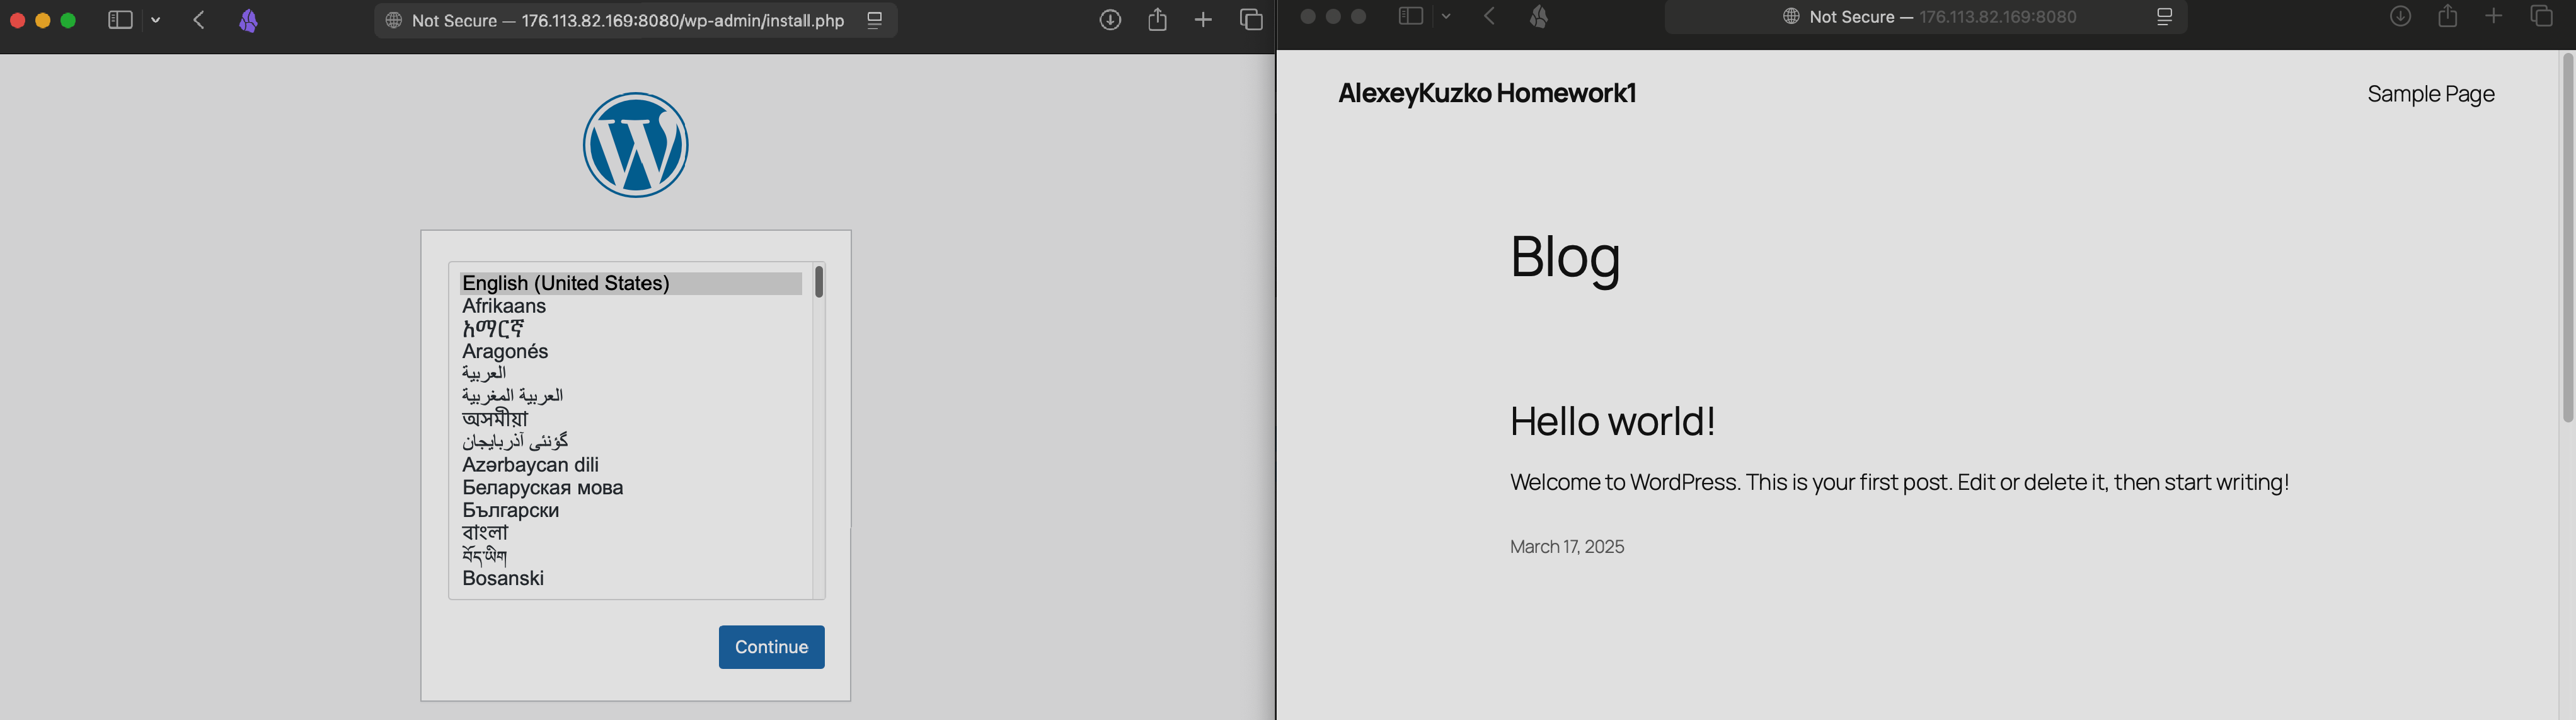 Not Secure — 176.113.82.169:8080/wp-admin/install.php
English (United States)
Afrikaans
አማርኛ
Aragonés
العربية
العربية المغربية
অসমীয়া
گؤنئی آذربایجان
Azərbaycan dili
Беларуская мова
Български
বাংলা
བོད་ཡིག
Bosanski
Continue
Not Secure — 176.113.82.169:8080
AlexeyKuzko Homework1
Sample Page
Blog
Hello world!
Welcome to WordPress. This is your first post. Edit or delete it, then start writing!
March 17, 2025